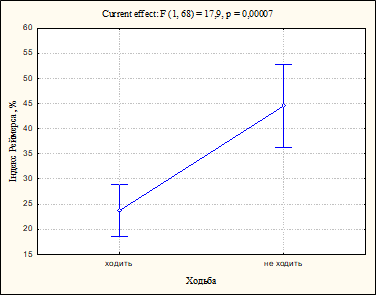 Current effect: F (1, 68) = 17,9, p = 0,00007
60
55
50
45
40
35
30
25
20
15
Індекс Реймерса, %
ходить
не ходить
Ходьба